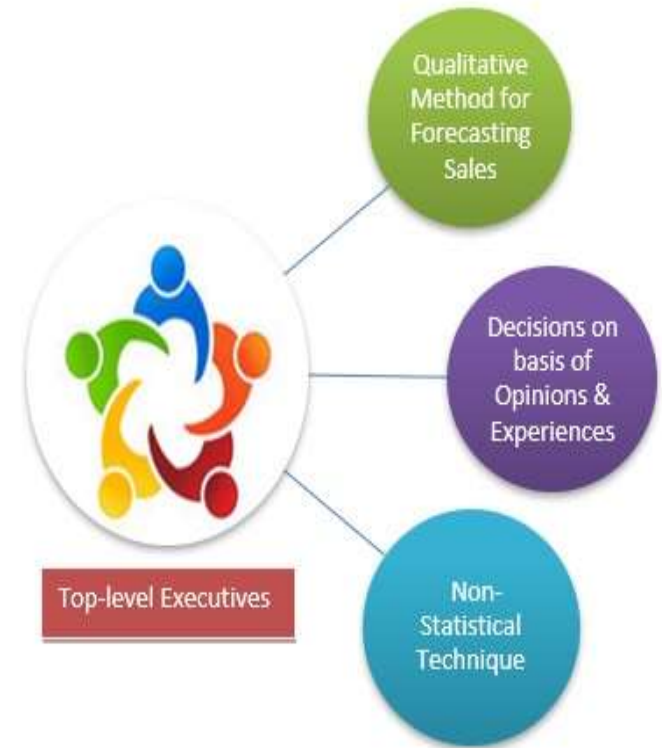 Qualitative
Method for
Forecasting
Sales
Decisions on
basis of
Opinions &
Experiences
Top-level Executives
Non-
Statistical
Technique